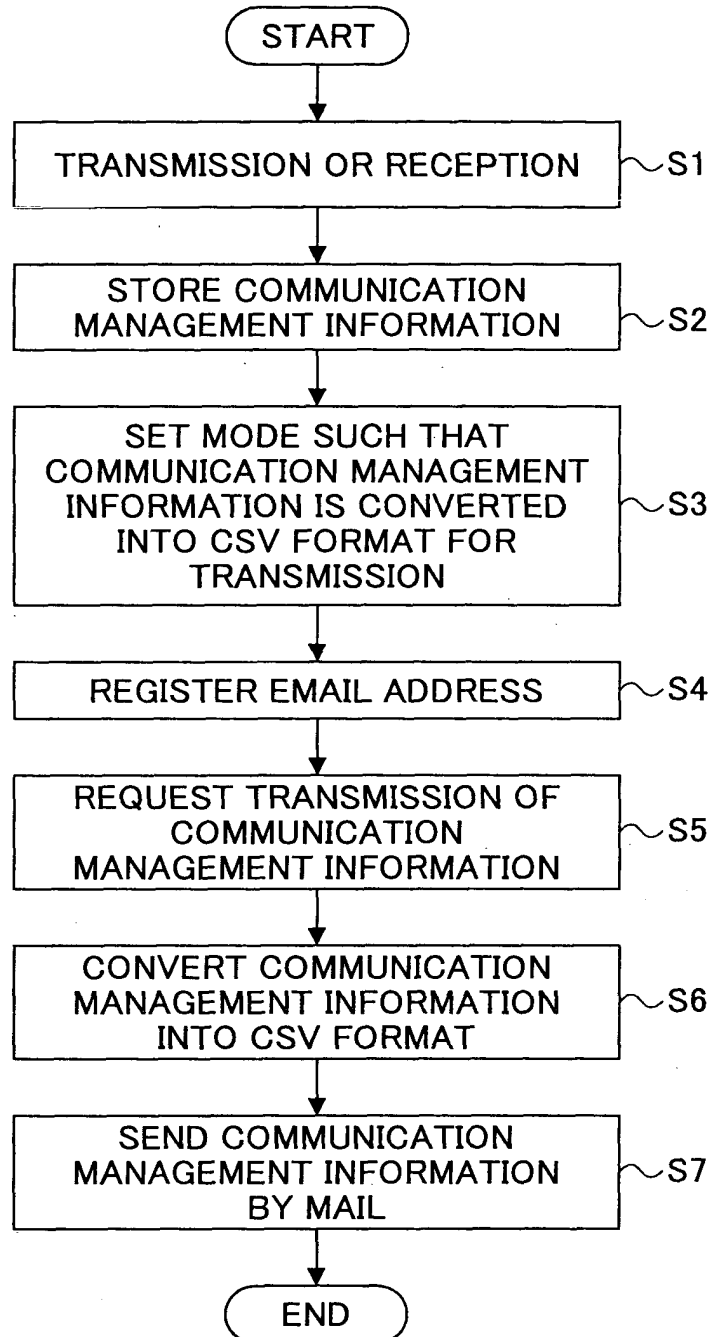 START
TRANSMISSION OR RECEPTION
S1
STORE COMMUNICATION
MANAGEMENT INFORMATION
S2
SET MODE SUCH THAT
COMMUNICATION MANAGEMENT
INFORMATION IS CONVERTED
INTO CSV FORMAT FOR
TRANSMISSION
S3
REGISTER EMAIL ADDRESS
S4
REQUEST TRANSMISSION OF
COMMUNICATION
MANAGEMENT INFORMATION
S5
CONVERT COMMUNICATION
MANAGEMENT INFORMATION
INTO CSV FORMAT
S6
SEND COMMUNICATION
MANAGEMENT INFORMATION
BY MAIL
S7
END